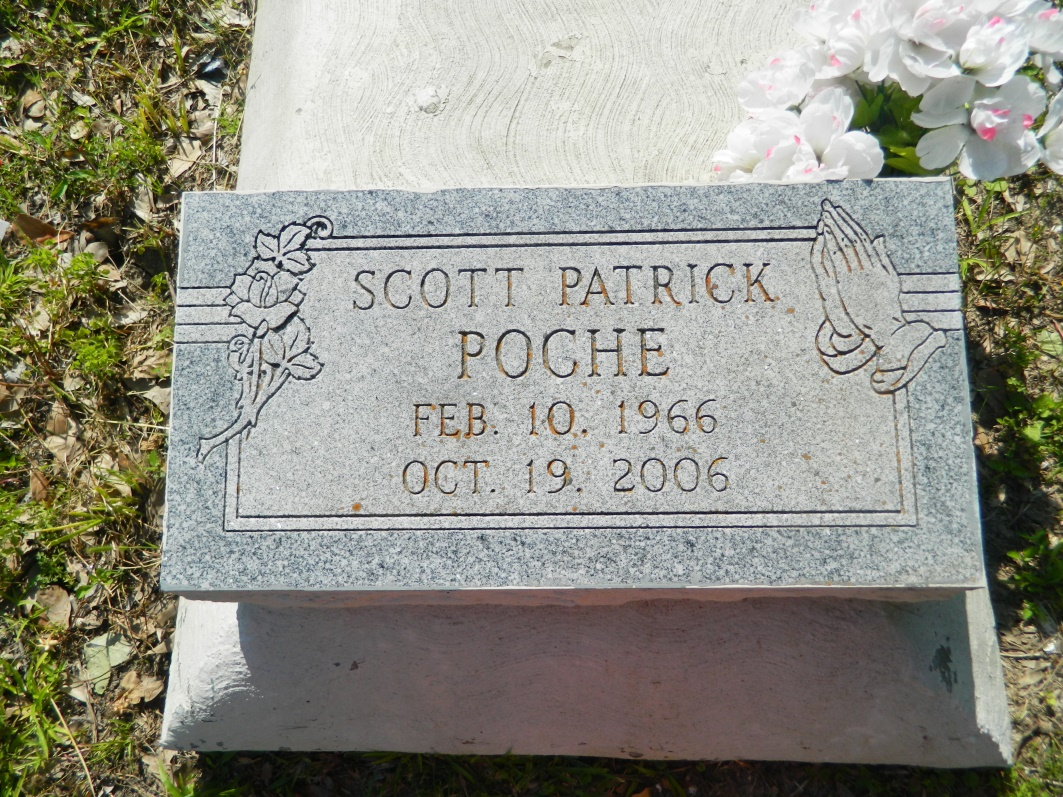 SCOTT PATRICK
POCHE
FEB. 10. 1966
OCT. 19. 2006